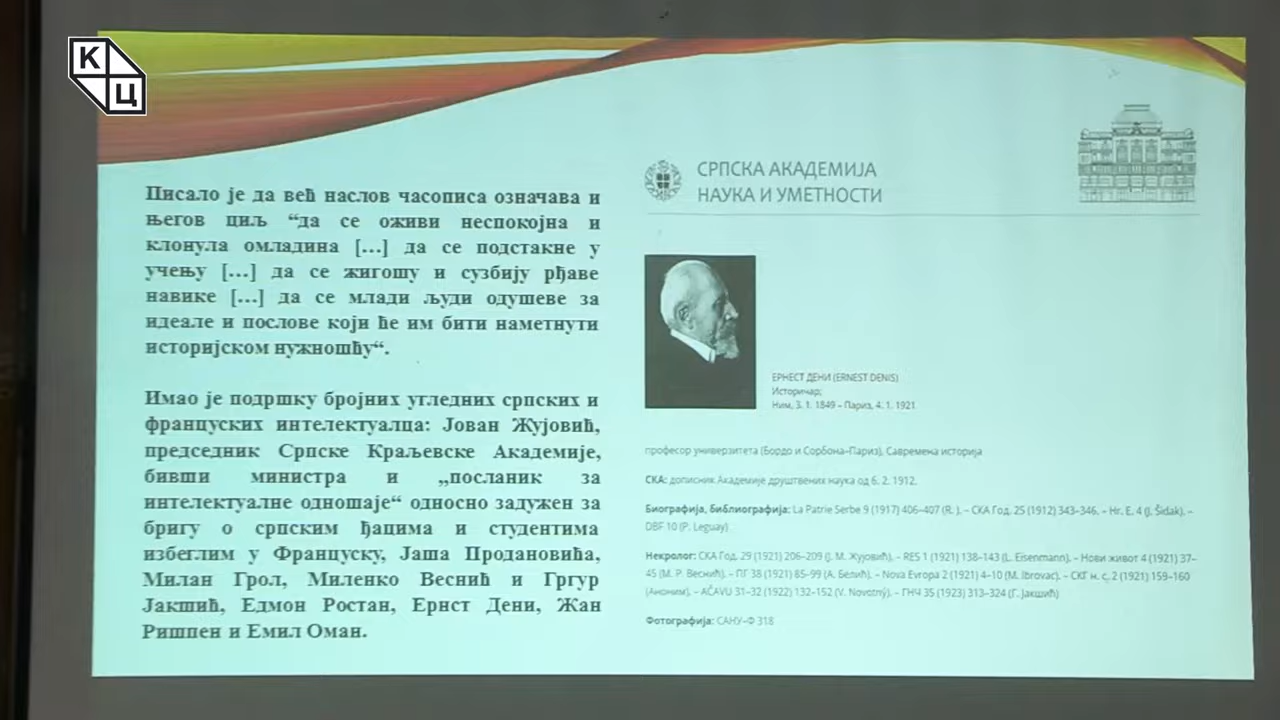 К
Ц
Писало је да већ наслов часописа означава и
његов циљ “да се оживи неспокојна и
клонула омладина [...] да се подстакне у
учењу [...] да се жигошу и сузбију рђаве
навике [...] да се млади људи одушеве за
идеале и послове који ће им бити наметнути
историјском нужношћу“.
Имао је подршку бројних угледних српских и
француских интелектуалца: Јован Жујовић,
председник Српске Краљевске Академије,
бивши министра и „посланик за
интелектуалне одношаје“ односно задужен за
бригу о српским ђацима и студентима
избеглим у Француску, Јаша Продановића,
Милан Грол, Миленко Веснић и Гргур
Јакшић, Едмон Ростан, Ернст Дени, Жан
Ришпен и Емил Оман.
СРПСКА АКАДЕМИЈА
НАУКА И УМЕТНОСТИ
ЕРНЕСТ ДЕНИ (ERNEST DENIS)
Историчар;
Ним, 3. 1. 1849 – Париз, 4. 1. 1921
професор универзитета (Бордо и Сорбона–Париз), Савремена историја
СКА: дописник Академије друштвених наука од 6. 2. 1912.
Биографија, библиографија: La Patrie Serbe 9 (1917) 406–407 (R. ). – СКА Год. 25 (1912) 343–346. – Hr. E. 4 (J. Šidak). –
DBF 10 (P. Leguay)
Некролог: СКА Год. 29 (1921) 206–209 (Ј. М. Жујовић). – RES 1 (1921) 138–143 (L. Eisenmann). – Нови живот 4 (1921) 37–
45 (М. Р. Веснић). – ПГ 38 (1921) 85–99 (А. Белић). – Nova Evropa 2 (1921) 4–10 (M. Ibrovac). – СКГ н. с. 2 (1921) 159–160
(Аноним). – AČAVU 31–32 (1922) 132–152 (V. Novotný). – ГНЧ 35 (1923) 313–324 (Г. Јакшић)
Фотографија: САНУ–Ф 318